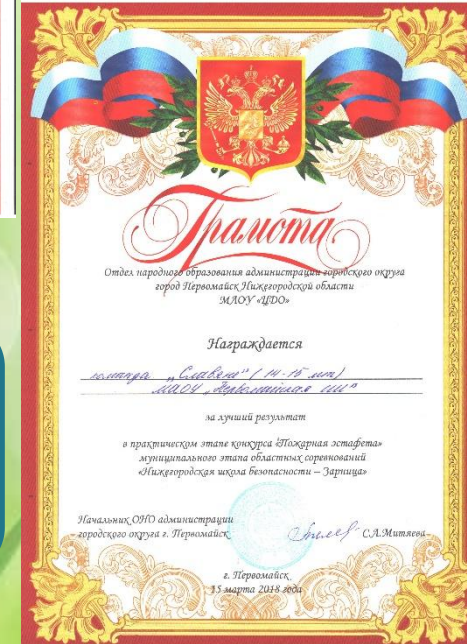 Грамота
Отдел народного образования администрации городского округа
город Первомайск Нижегородской области
МАОУ «ЦДО»
Награждается
команда „Славяне" (14-15 лет)
МАОУ „Первомайская СШ"
за лучший результат
в практическом этапе конкурса «Пожарная эстафета»
муниципального этапа областных соревнований
«Нижегородская школа безопасности – Зарница»
Начальник ОНО администрации
городского округа г. Первомайск
С.А.Митяева
г. Первомайск
15 марта 2018 года